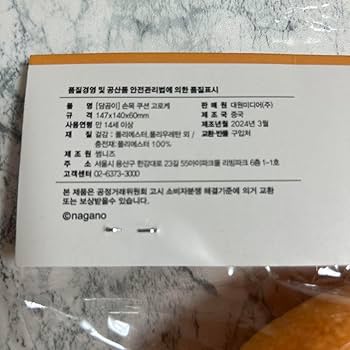 품질경영 및 공산품 안전관리법에 의한 품질표시
품 명 [담곰이] 손목 쿠션 고로케
판 매 원 대원미디어(주)
규 격 147x140x60mm
제 조 국 중국
사용연령 만 14세 이상
제조년월 2024년 3월
재 질 겉감 : 폴리에스터,폴리우레탄 외 /
교환·반품 구입처
충전재: 폴리에스터 100%
제 조 원 썸니즈
주 소 서울시 용산구 한강대로 23길 55아이파크몰 리빙파크 6층 1-1호
고객센터 02-6373-3000
본 제품은 공정거래위원회 고시 소비자분쟁 해결기준에 의거 교환
또는 보상받을수 있습니다.
©nagano